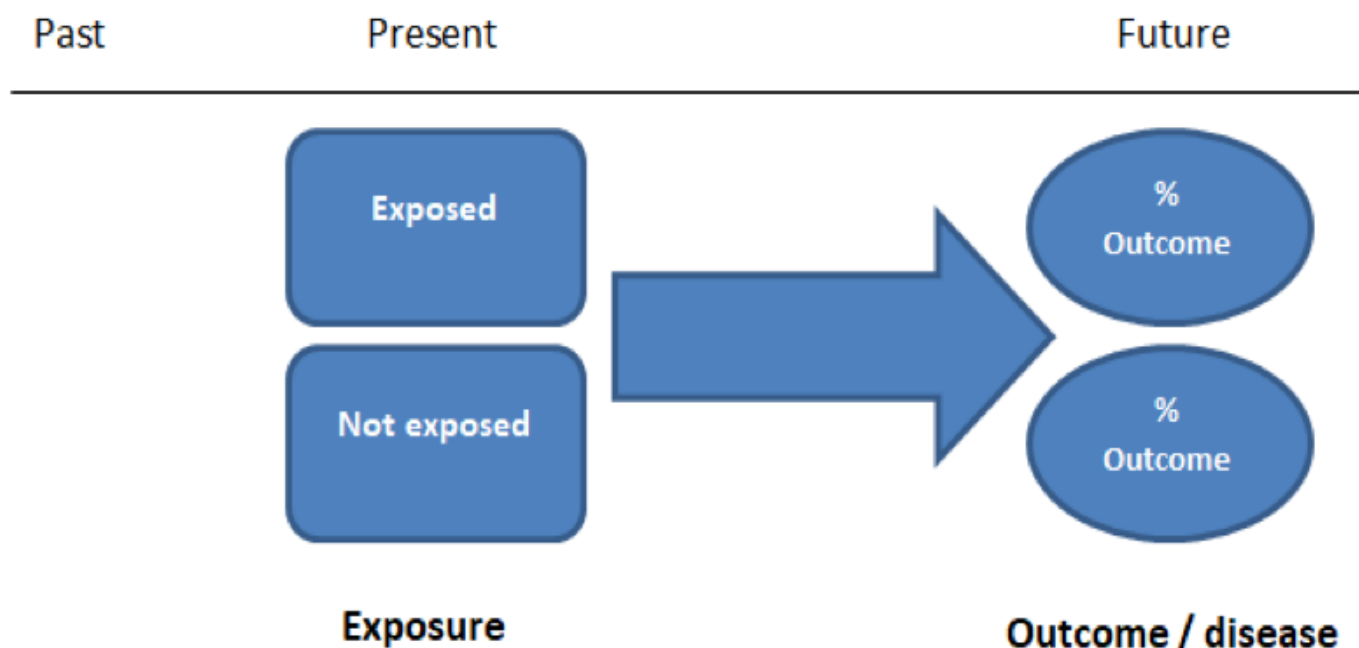 Past Present Future
Exposed
% Outcome
Not exposed
% Outcome
Exposure Outcome / disease